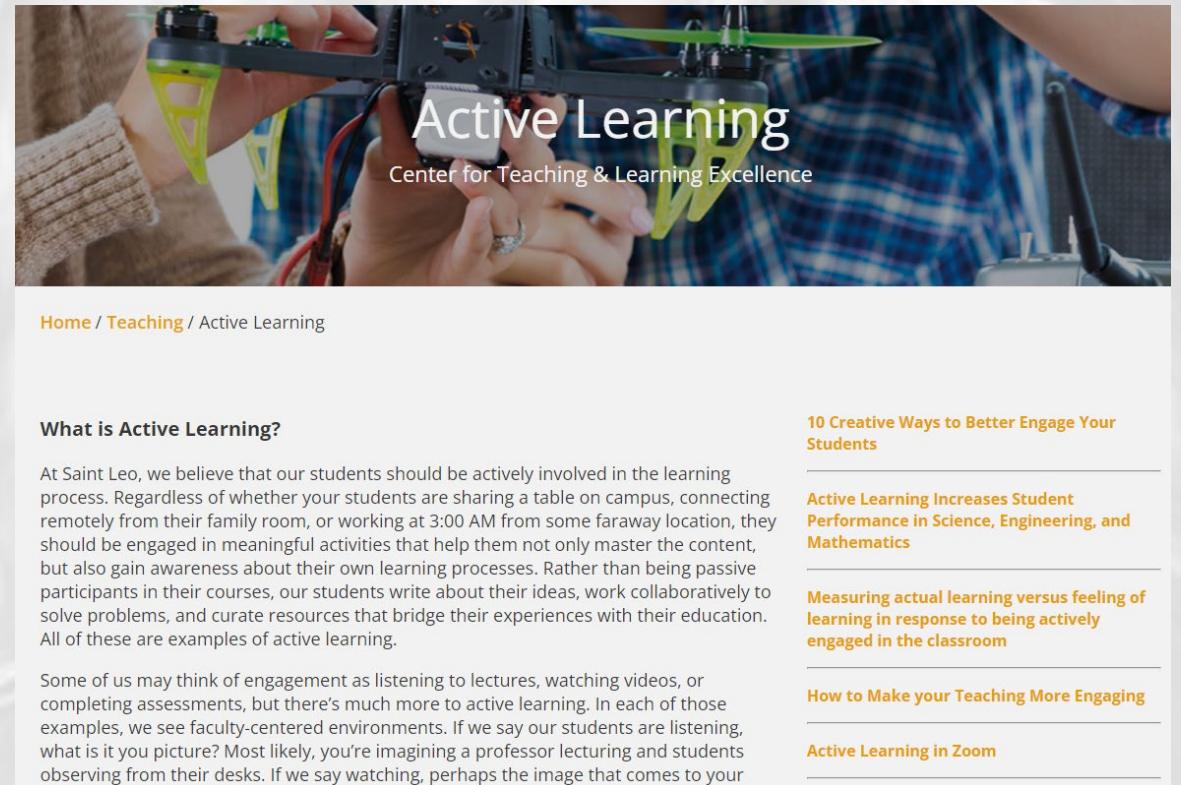 Active Learning
Center for Teaching & Learning Excellence
Home / Teaching / Active Learning
What is Active Learning?
At Saint Leo, we believe that our students should be actively involved in the learning
process. Regardless of whether your students are sharing a table on campus, connecting
remotely from their family room, or working at 3:00 AM from some faraway location, they
should be engaged in meaningful activities that help them not only master the content,
but also gain awareness about their own learning processes. Rather than being passive
participants in their courses, our students write about their ideas, work collaboratively to
solve problems, and curate resources that bridge their experiences with their education.
All of these are examples of active learning.
Some of us may think of engagement as listening to lectures, watching videos, or
completing assessments, but there’s much more to active learning. In each of those
examples, we see faculty-centered environments. If we say our students are listening,
what is it you picture? Most likely, you’re imagining a professor lecturing and students
observing from their desks. If we say watching, perhaps the image that comes to your
10 Creative Ways to Better Engage Your
Students
Active Learning Increases Student
Performance in Science, Engineering, and
Mathematics
Measuring actual learning versus feeling of
learning in response to being actively
engaged in the classroom
How to Make your Teaching More Engaging
Active Learning in Zoom